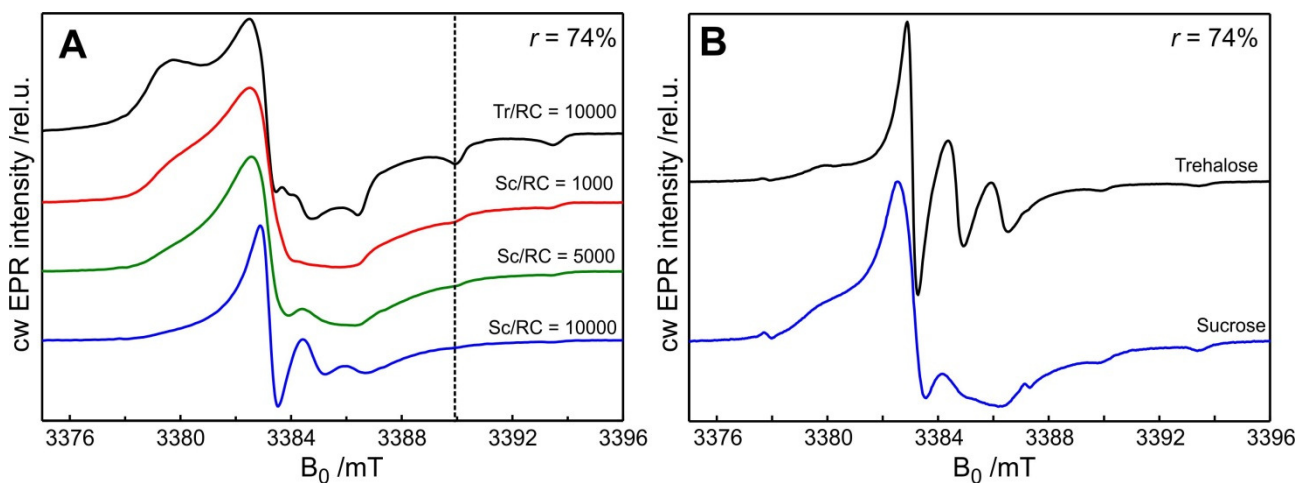 A
r = 74%
cw EPR intensity /rel.u.
Tr/RC = 10000
Sc/RC = 1000
Sc/RC = 5000
Sc/RC = 10000
3376 3380 3384 3388 3392 3396
B₀ /mT
B
r = 74%
cw EPR intensity /rel.u.
Trehalose
Sucrose
3376 3380 3384 3388 3392 3396
B₀ /mT